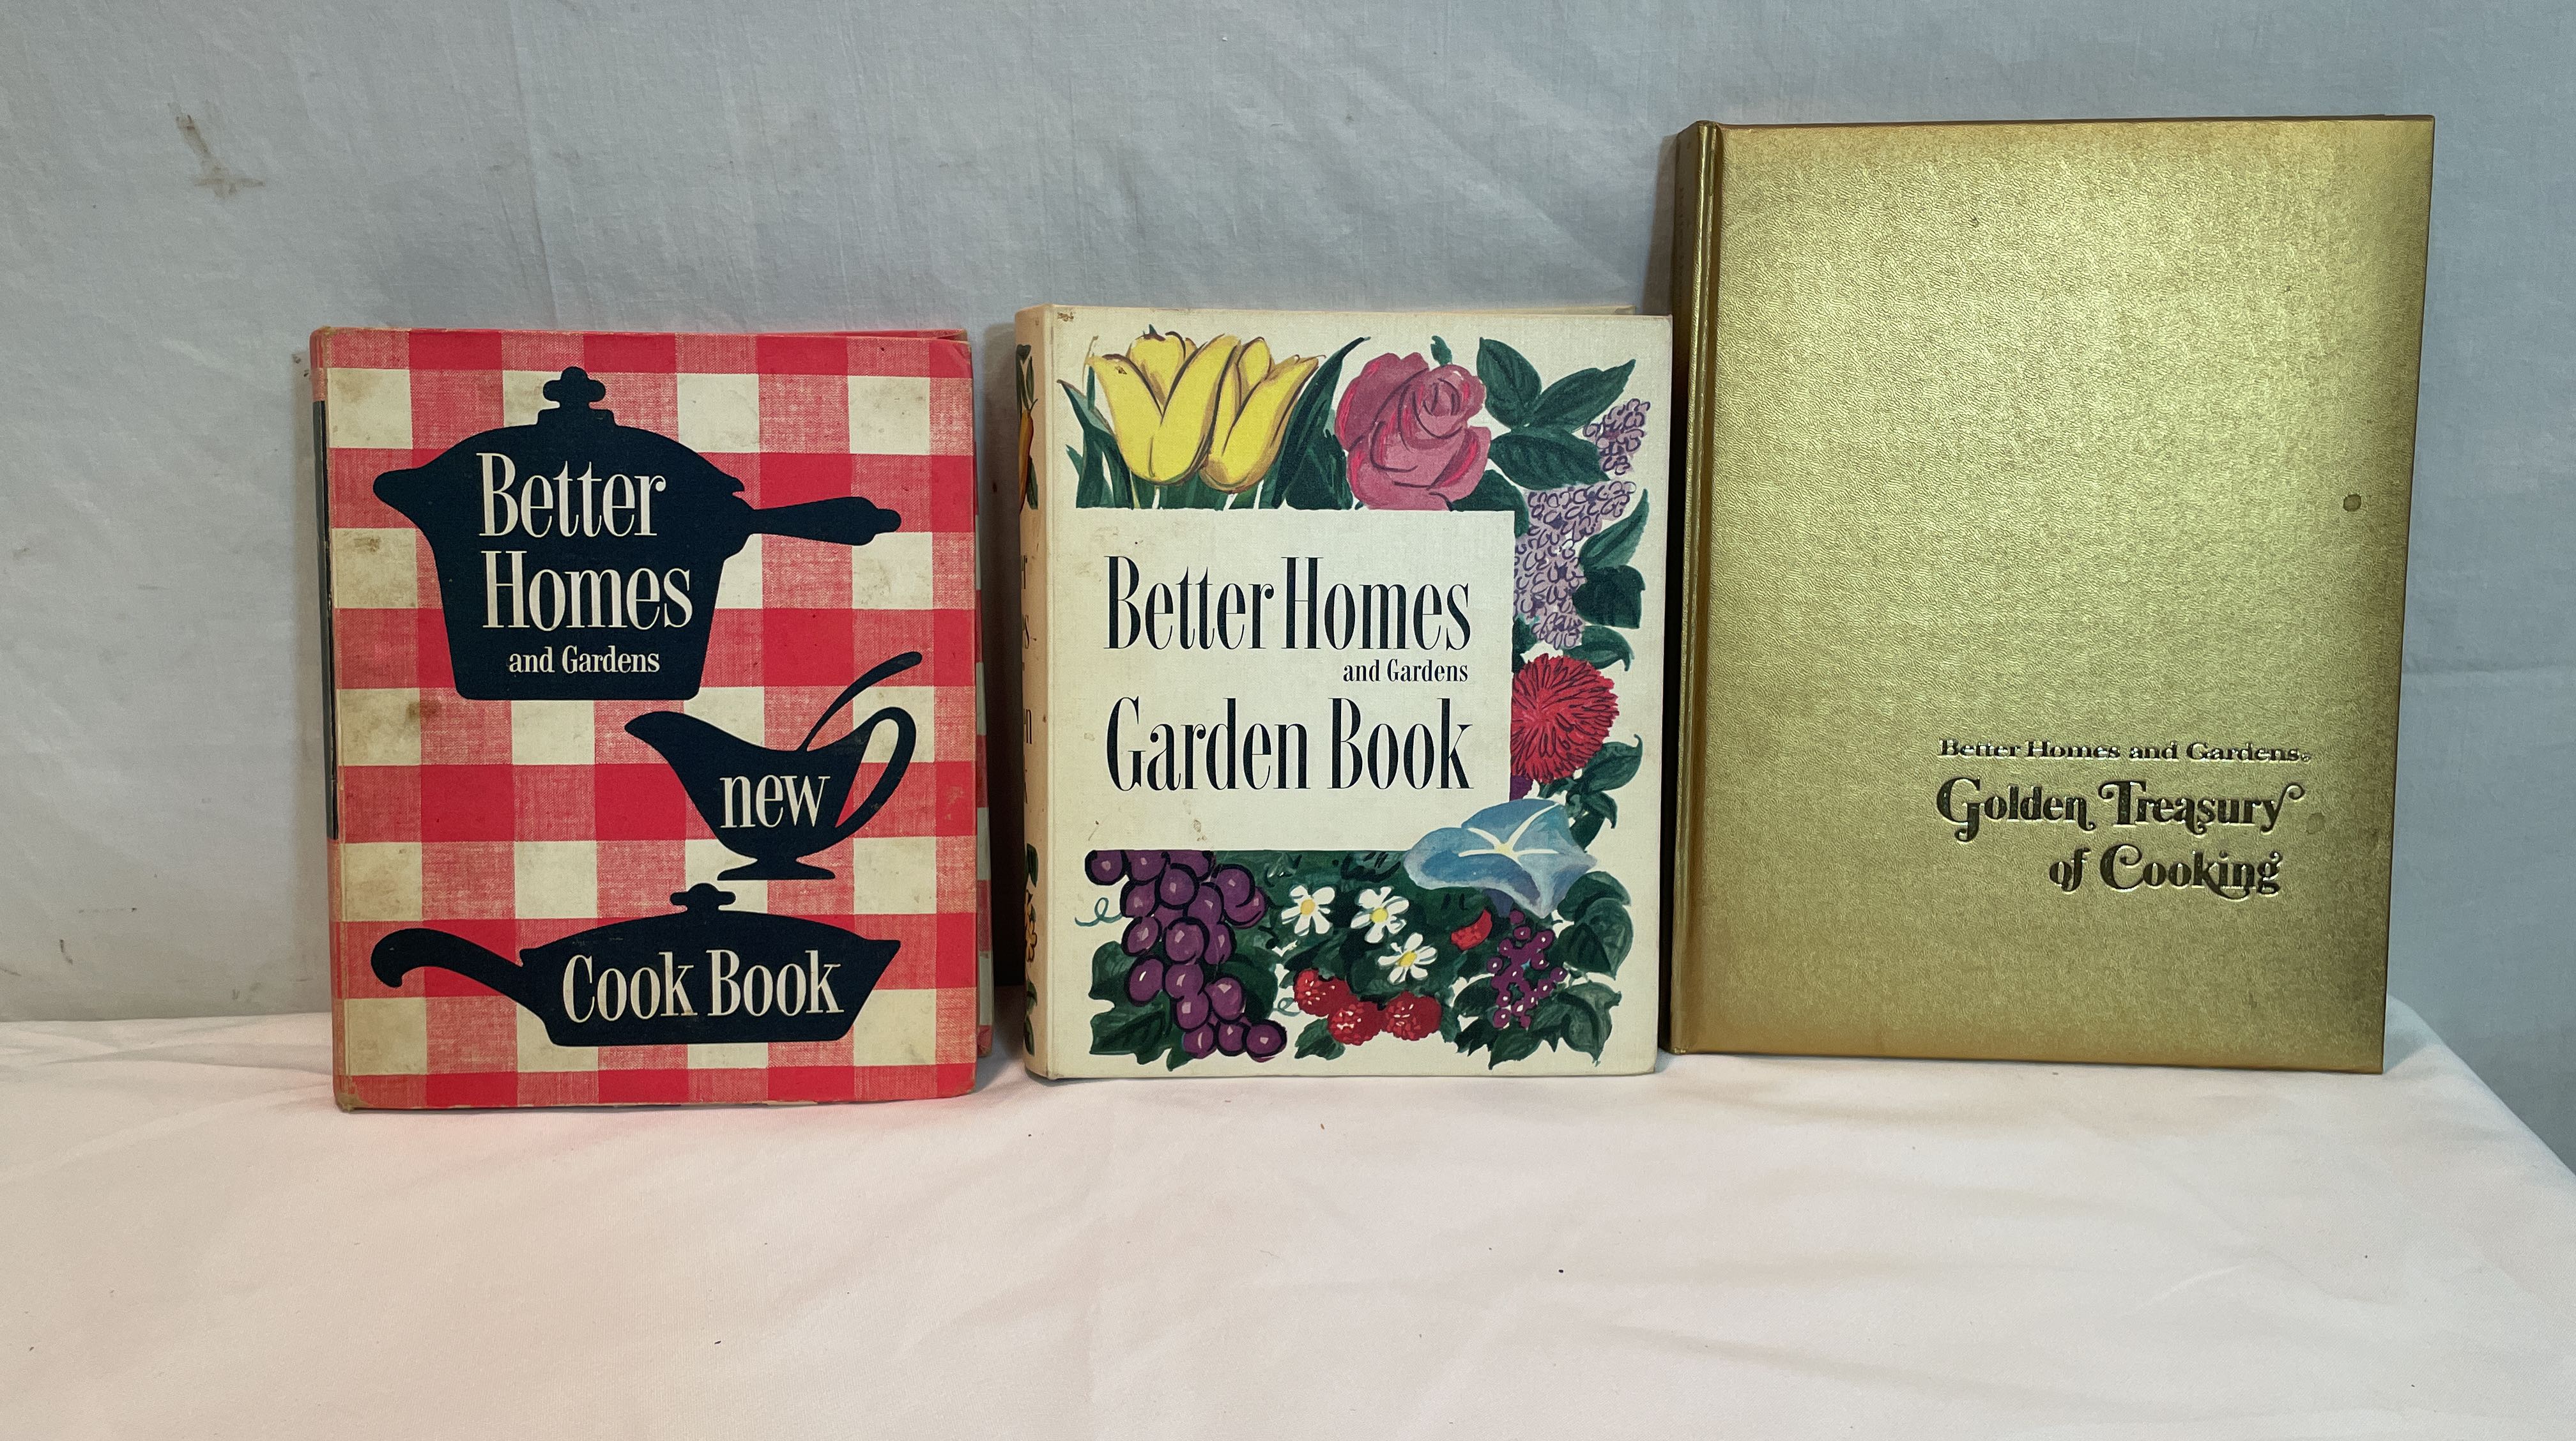 Better
Homes
and Gardens
new
Cook Book
Better Homes
and Gardens
Garden Book
Better Homes and Gardens®
Golden Treasury
of Cooking